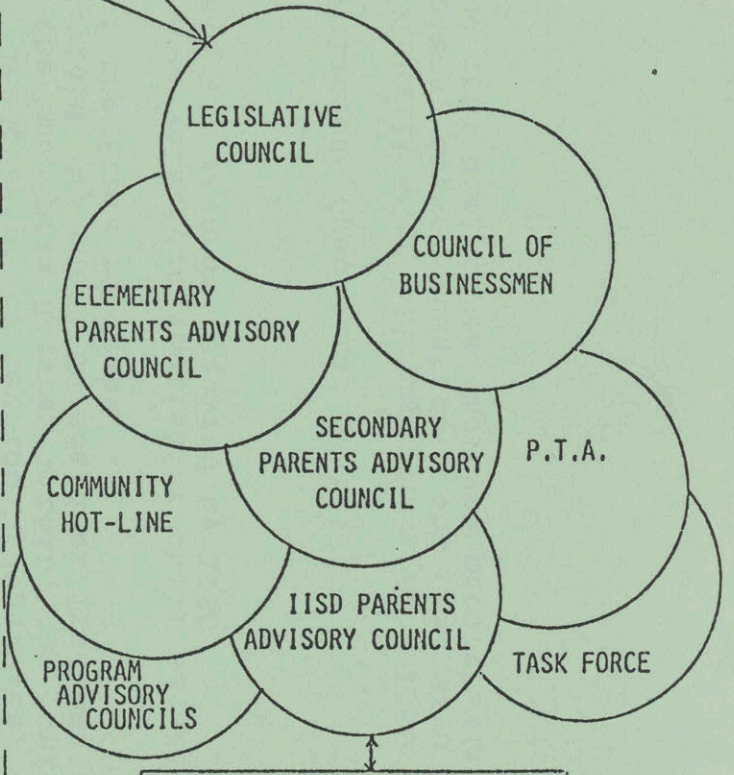 LEGISLATIVE
COUNCIL
COUNCIL OF
BUSINESSMEN
ELEMENTARY
PARENTS ADVISORY
COUNCIL
SECONDARY
PARENTS ADVISORY
COUNCIL
P.T.A.
COMMUNITY
HOT-LINE
IISD PARENTS
ADVISORY COUNCIL
TASK FORCE
PROGRAM
ADVISORY
COUNCILS